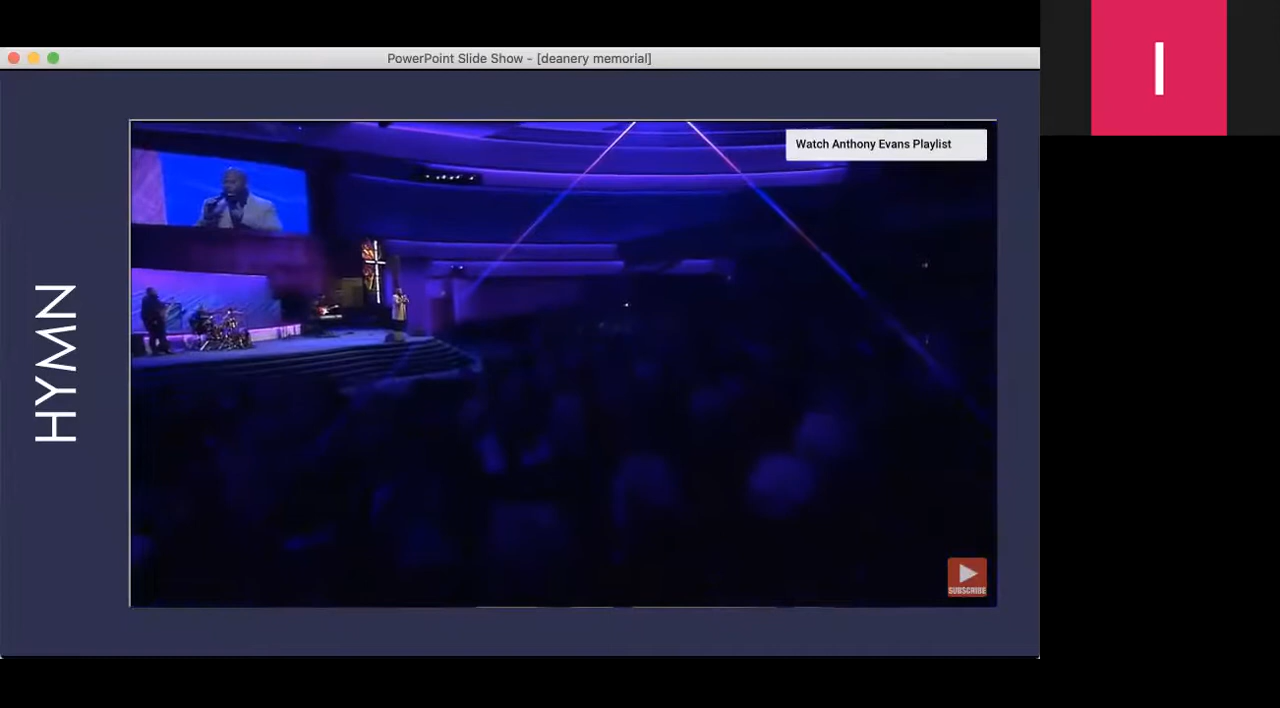 PowerPoint Slide Show - [deanery memorial]
I
Watch Anthony Evans Playlist
HYMN
SUBSCRIBE